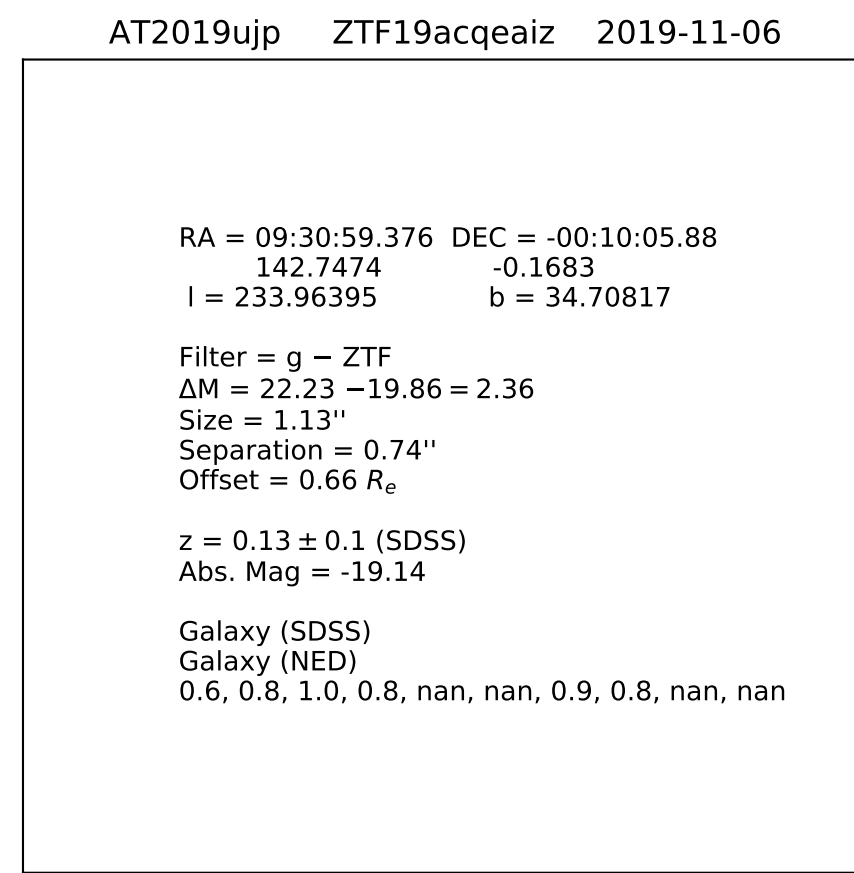 AT2019ujp ZTF19acqeaiz 2019-11-06
RA = 09:30:59.376 DEC = -00:10:05.88
142.7474 -0.1683
l = 233.96395 b = 34.70817
Filter = g − ZTF
ΔM = 22.23 −19.86 = 2.36
Size = 1.13''
Separation = 0.74''
Offset = 0.66 Re
z = 0.13 ± 0.1 (SDSS)
Abs. Mag = -19.14
Galaxy (SDSS)
Galaxy (NED)
0.6, 0.8, 1.0, 0.8, nan, nan, 0.9, 0.8, nan, nan